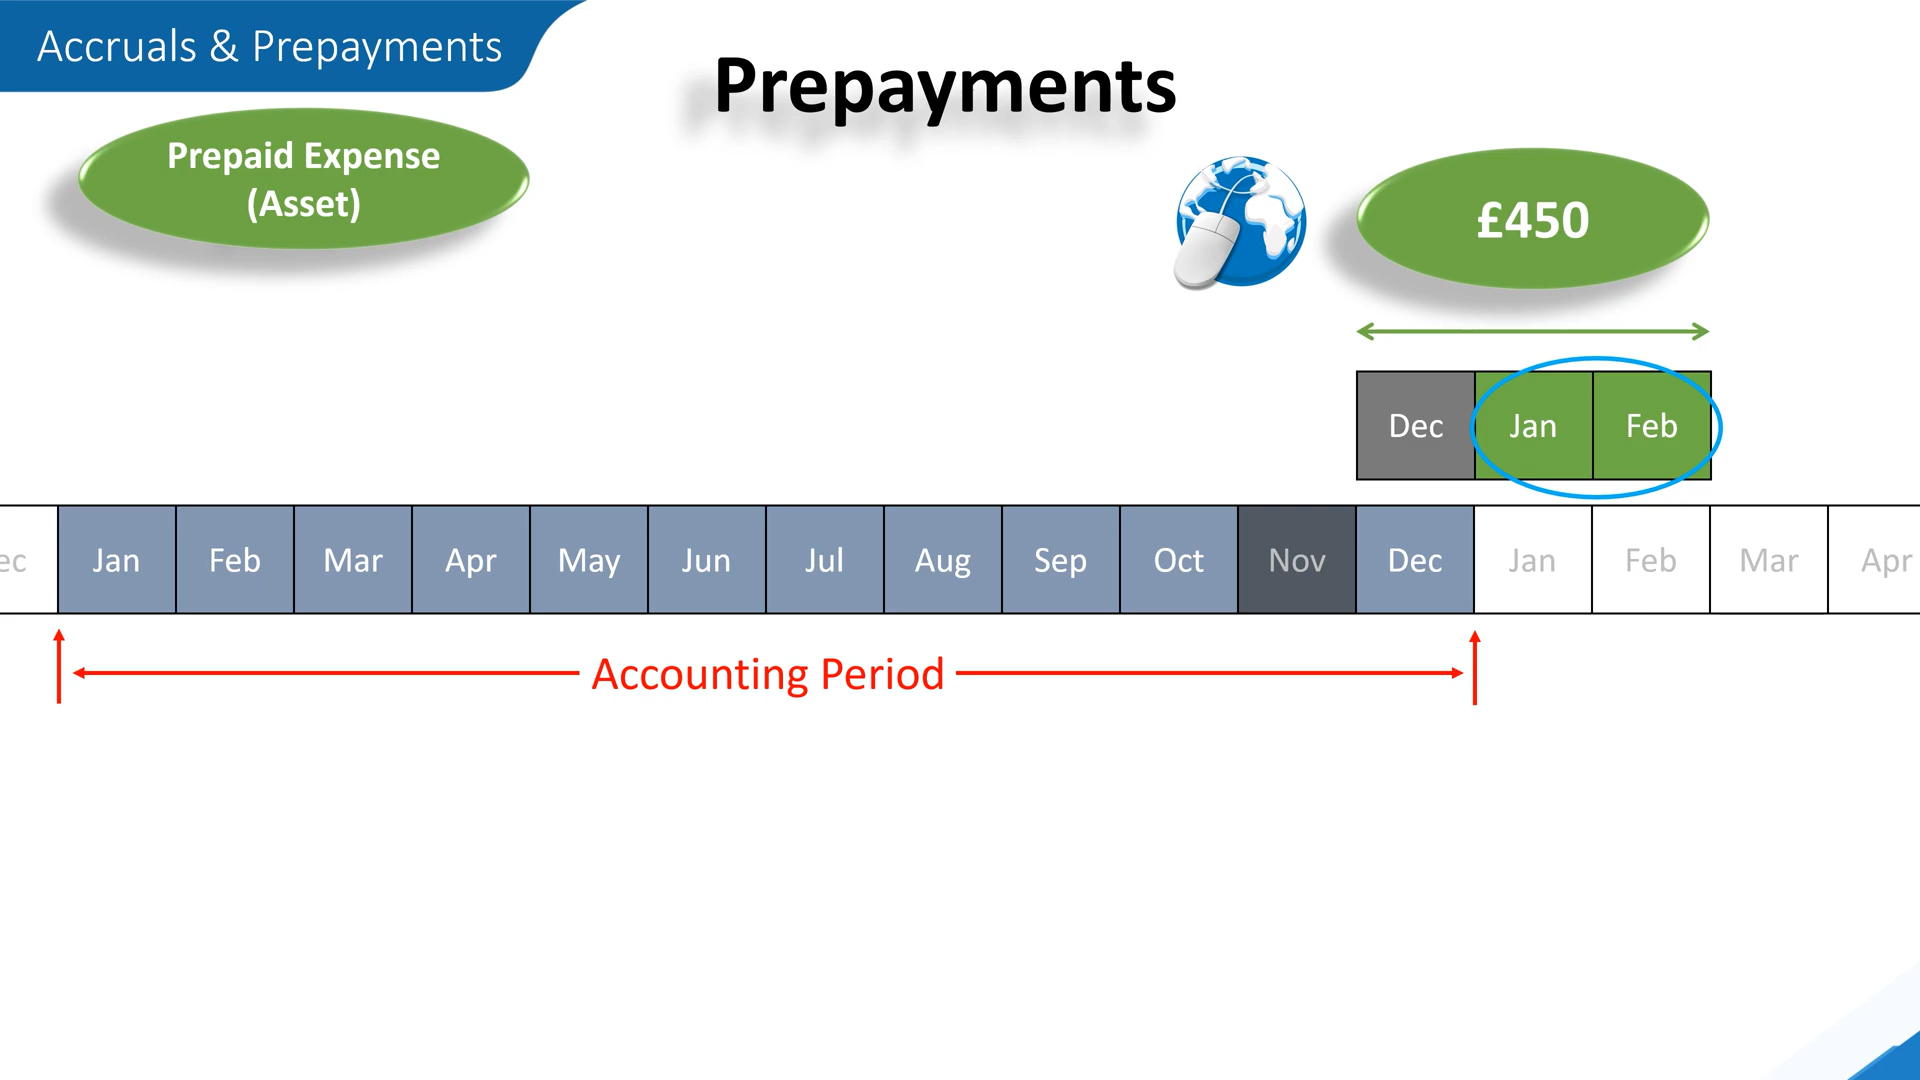 Accruals & Prepayments
Prepayments
Prepaid Expense
(Asset)
£450
Dec Jan Feb
ec Jan Feb Mar Apr May Jun Jul Aug Sep Oct Nov Dec Jan Feb Mar Apr
Accounting Period